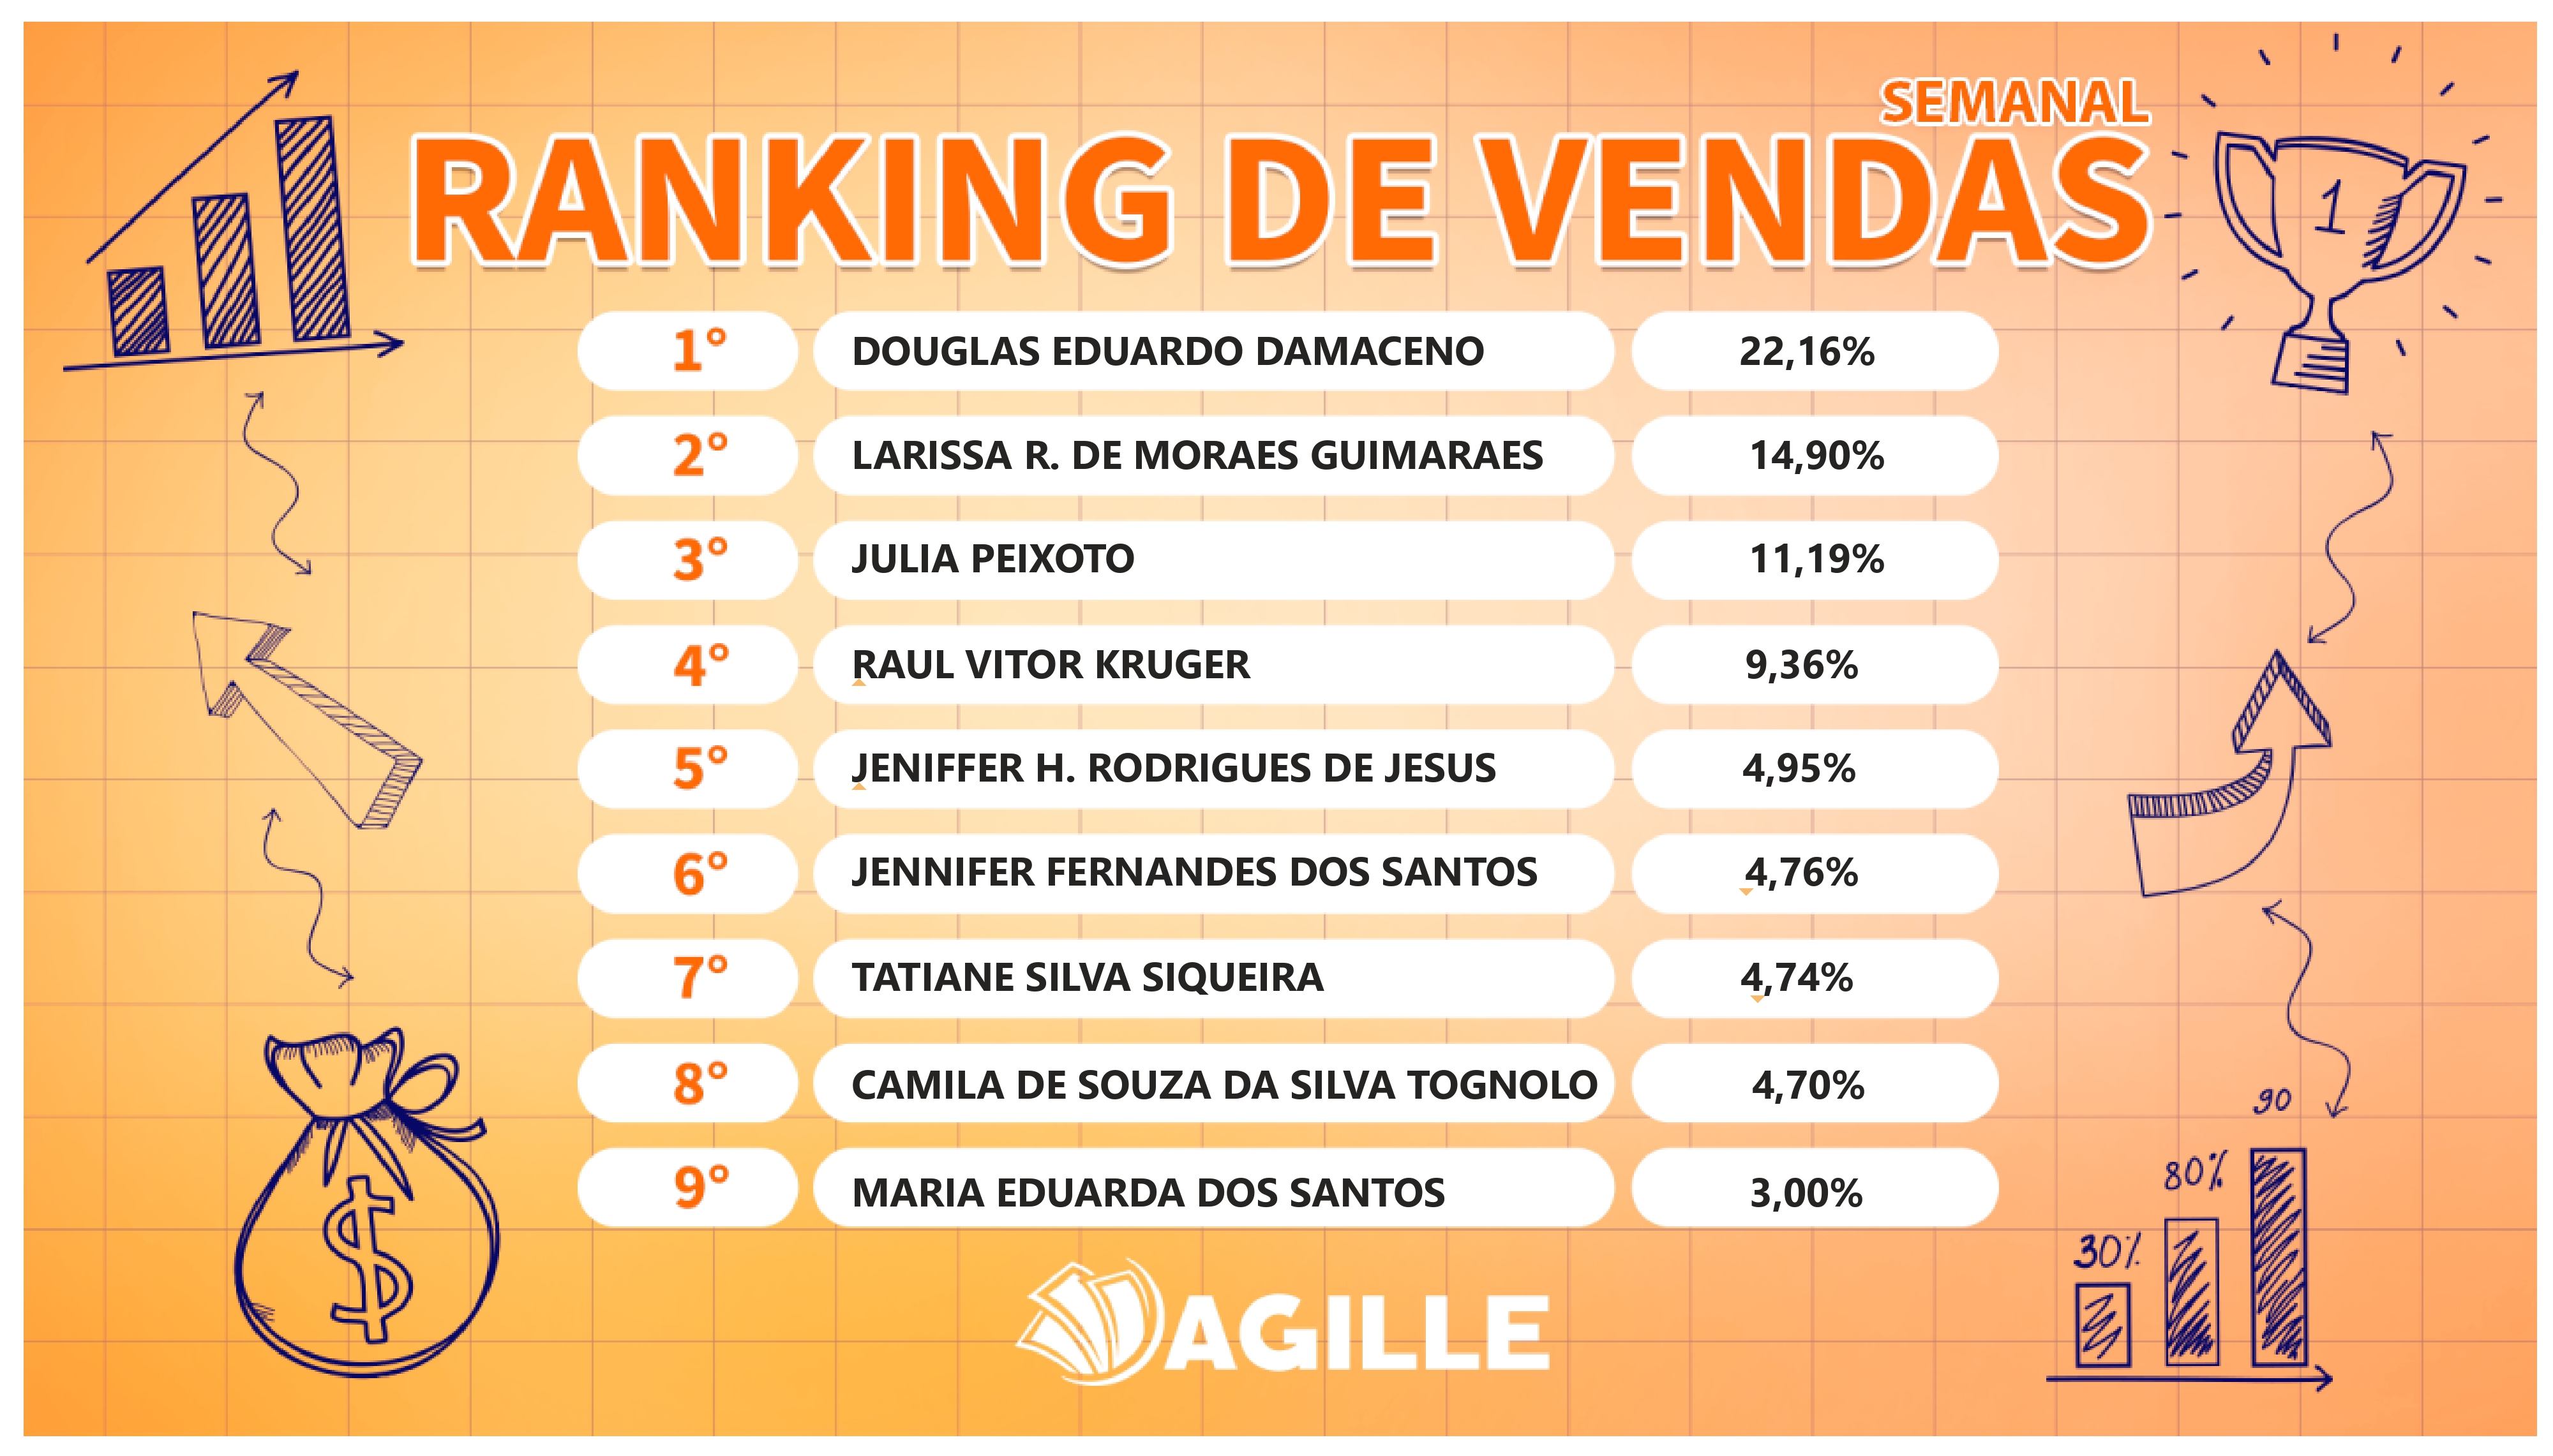 SEMANAL
RANKING DE VENDAS
1
1° DOUGLAS EDUARDO DAMACENO 22,16%
2° LARISSA R. DE MORAES GUIMARAES 14,90%
3° JULIA PEIXOTO 11,19%
4° RAUL VITOR KRUGER 9,36%
5° JENIFFER H. RODRIGUES DE JESUS 4,95%
6° JENNIFER FERNANDES DOS SANTOS 4,76%
7° TATIANE SILVA SIQUEIRA 4,74%
8° CAMILA DE SOUZA DA SILVA TOGNOLO 4,70%
9° MARIA EDUARDA DOS SANTOS 3,00%
90
80%
30%
$
AGILLE